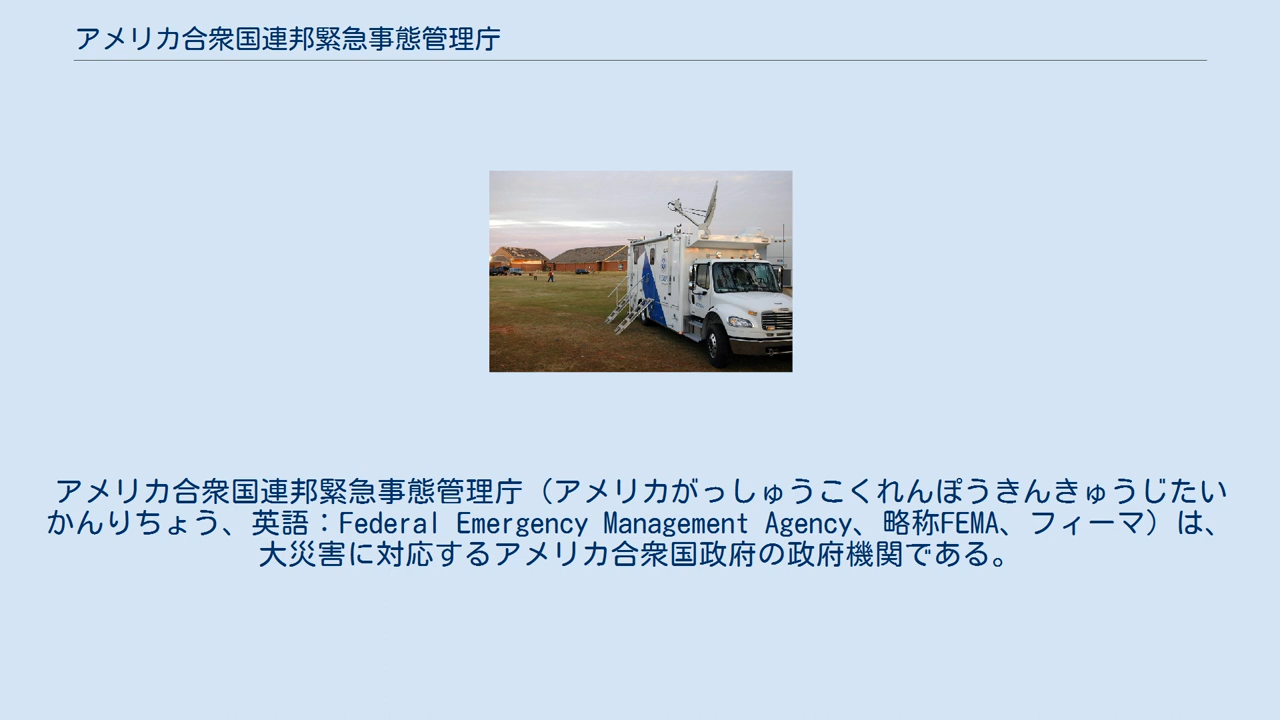 アメリカ合衆国連邦緊急事態管理庁
アメリカ合衆国連邦緊急事態管理庁（アメリカがっしゅうこくれんぽうきんきゅうじたい
かんりちょう、英語：Federal Emergency Management Agency、略称FEMA、フィーマ）は、
大災害に対応するアメリカ合衆国政府の政府機関である。